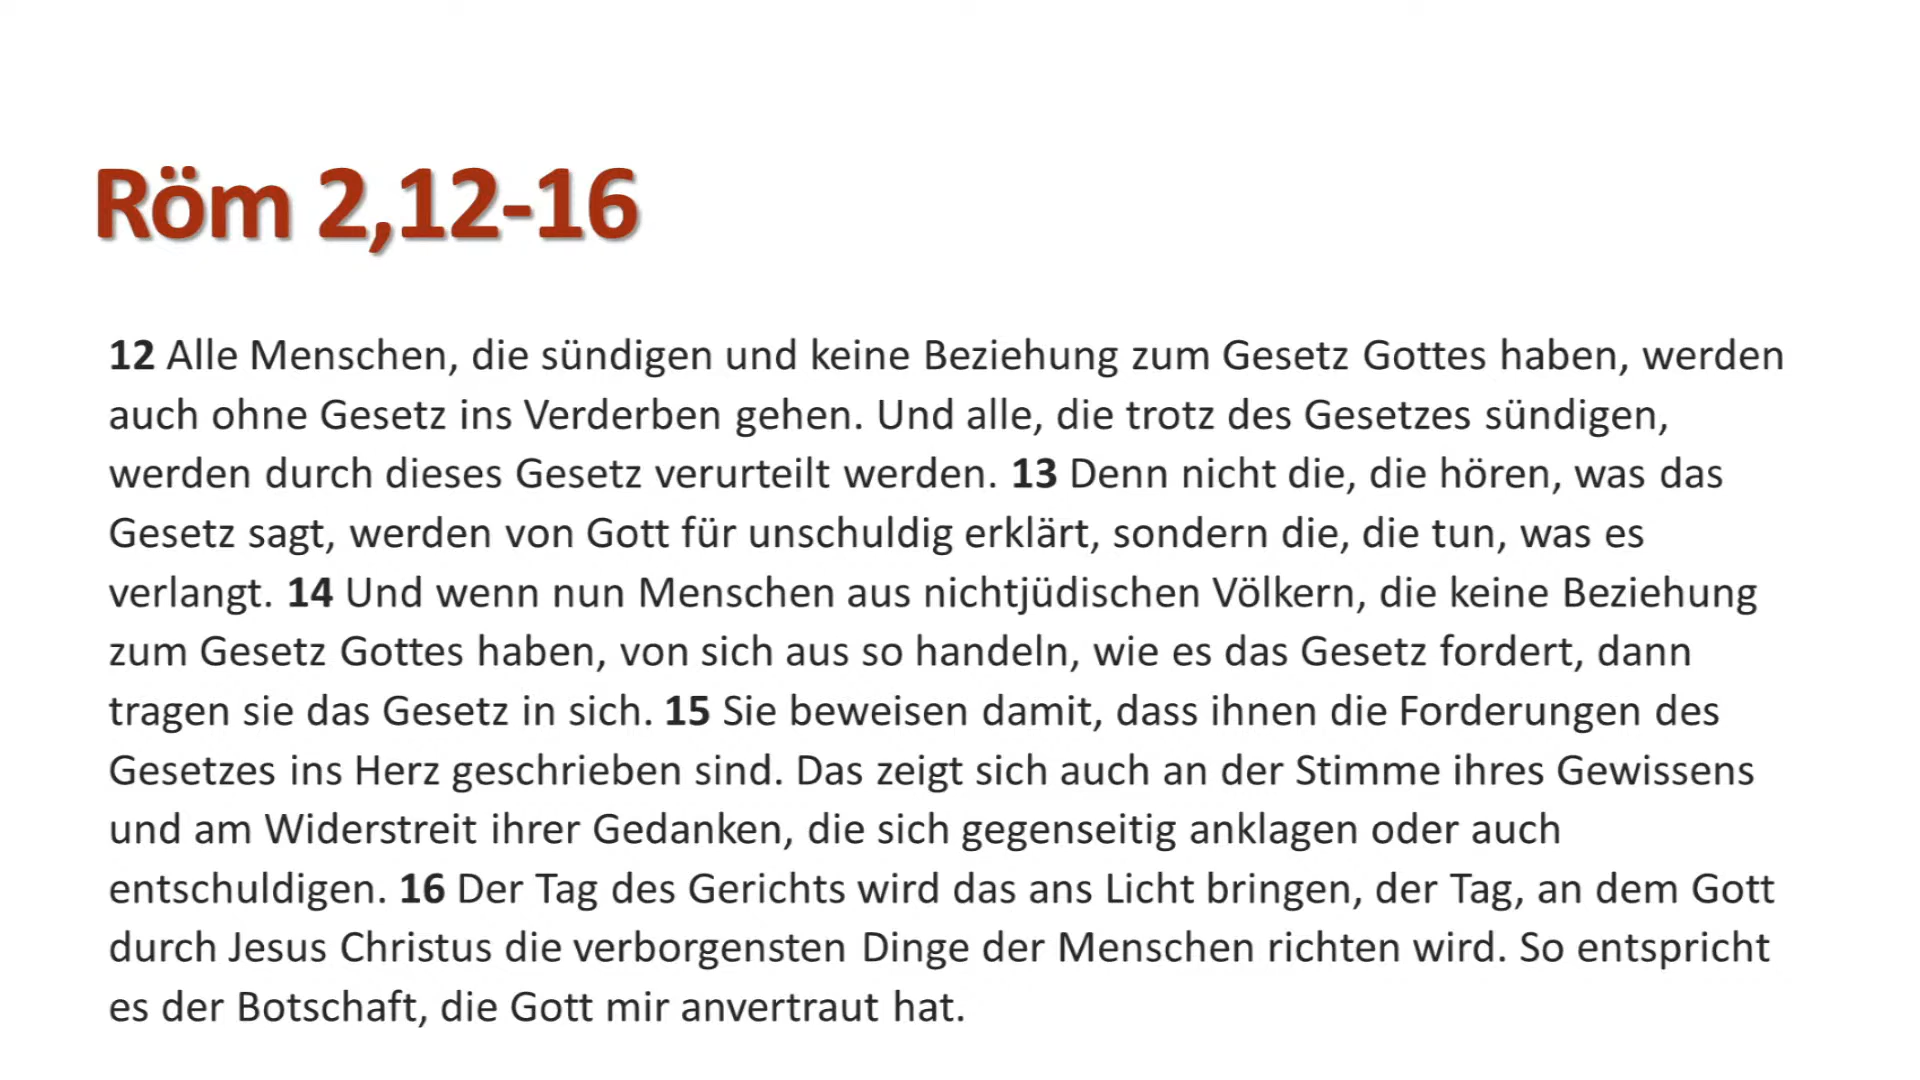 Röm 2,12-16
12 Alle Menschen, die sündigen und keine Beziehung zum Gesetz Gottes haben, werden
auch ohne Gesetz ins Verderben gehen. Und alle, die trotz des Gesetzes sündigen,
werden durch dieses Gesetz verurteilt werden. 13 Denn nicht die, die hören, was das
Gesetz sagt, werden von Gott für unschuldig erklärt, sondern die, die tun, was es
verlangt. 14 Und wenn nun Menschen aus nichtjüdischen Völkern, die keine Beziehung
zum Gesetz Gottes haben, von sich aus so handeln, wie es das Gesetz fordert, dann
tragen sie das Gesetz in sich. 15 Sie beweisen damit, dass ihnen die Forderungen des
Gesetzes ins Herz geschrieben sind. Das zeigt sich auch an der Stimme ihres Gewissens
und am Widerstreit ihrer Gedanken, die sich gegenseitig anklagen oder auch
entschuldigen. 16 Der Tag des Gerichts wird das ans Licht bringen, der Tag, an dem Gott
durch Jesus Christus die verborgensten Dinge der Menschen richten wird. So entspricht
es der Botschaft, die Gott mir anvertraut hat.